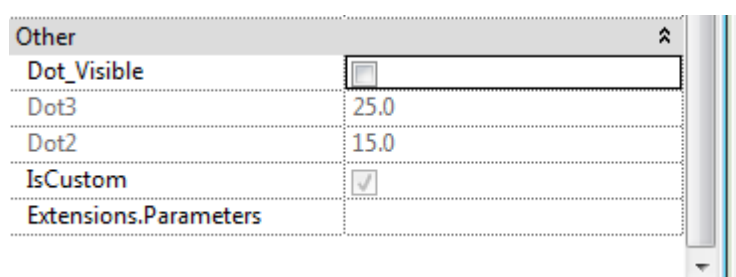 Other
Dot_Visible
Dot3 25.0
Dot2 15.0
IsCustom
Extensions.Parameters